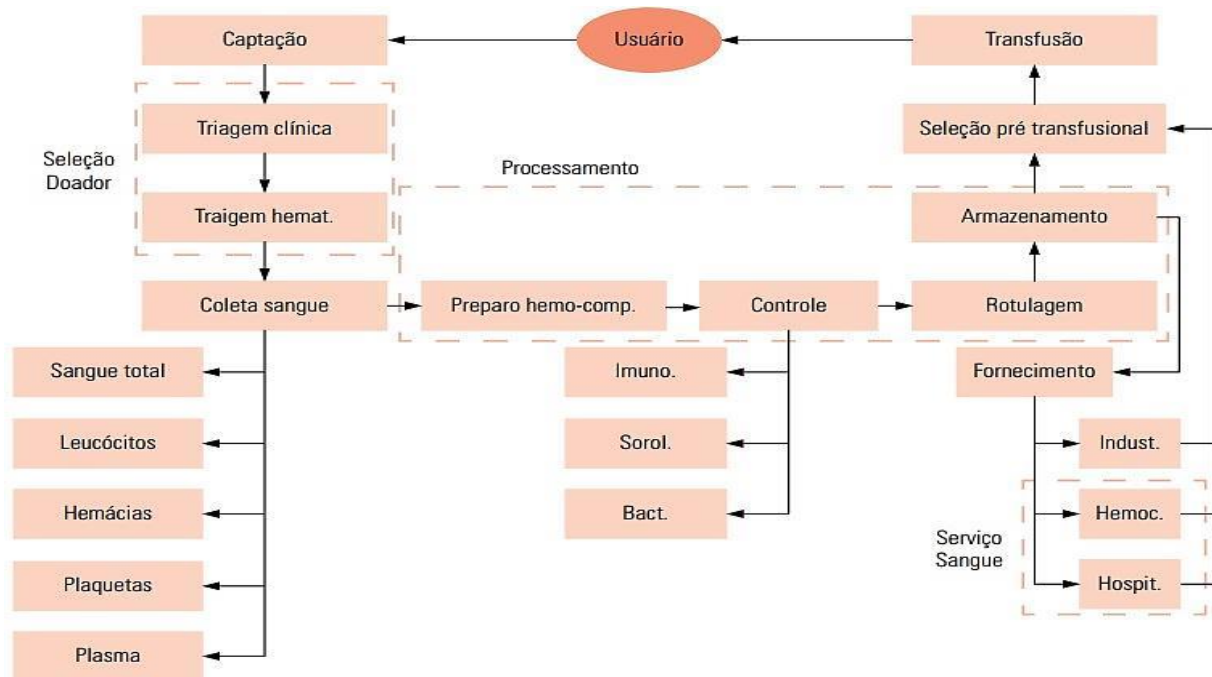 Captação
Usuário
Transfusão
Triagem clínica
Seleção pré transfusional
Seleção
Doador
Processamento
Traigem hemat.
Armazenamento
Coleta sangue
Preparo hemo-comp.
Controle
Rotulagem
Sangue total
Imuno.
Fornecimento
Leucócitos
Sorol.
Indust.
Hemácias
Bact.
Hemoc.
Serviço
Sangue
Plaquetas
Hospit.
Plasma